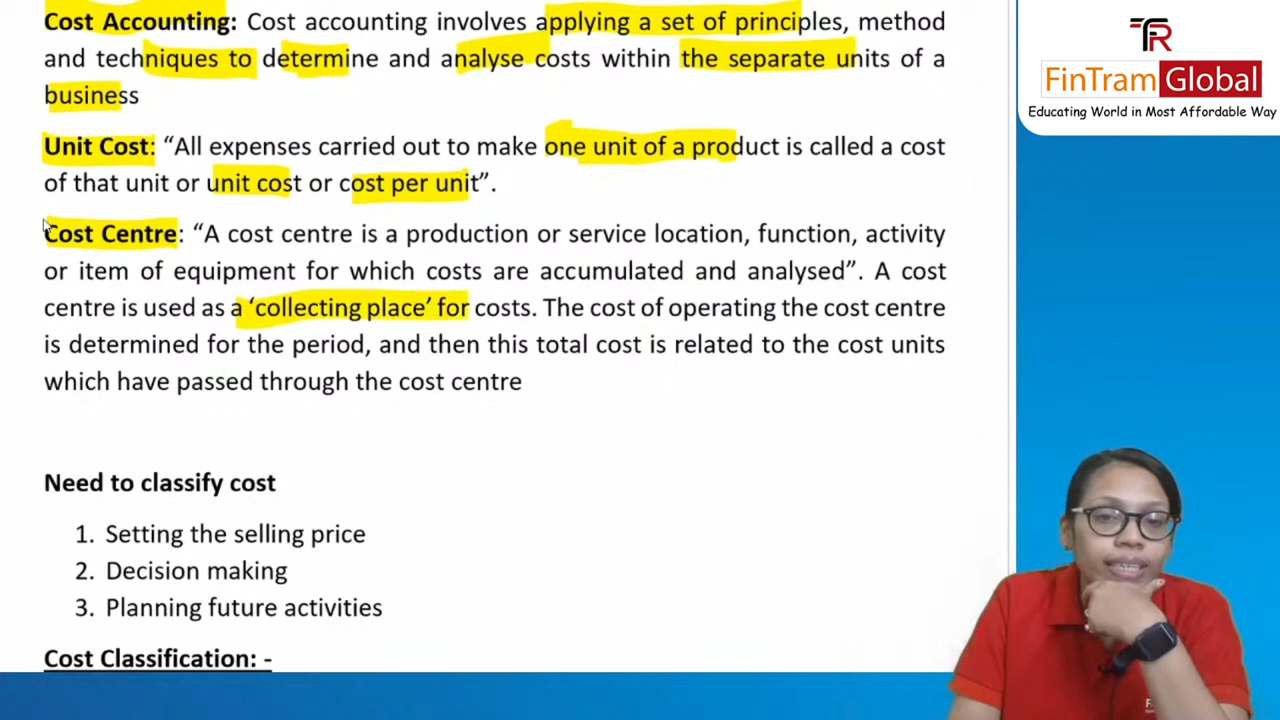 Cost Accounting: Cost accounting involves applying a set of principles, method
and techniques to determine and analyse costs within the separate units of a
business
Unit Cost: “All expenses carried out to make one unit of a product is called a cost
of that unit or unit cost or cost per unit”.
Cost Centre: “A cost centre is a production or service location, function, activity
or item of equipment for which costs are accumulated and analysed”. A cost
centre is used as a ‘collecting place’ for costs. The cost of operating the cost centre
is determined for the period, and then this total cost is related to the cost units
which have passed through the cost centre
Need to classify cost
1. Setting the selling price
2. Decision making
3. Planning future activities
Cost Classification: -
FinTram Global
Educating World in Most Affordable Way